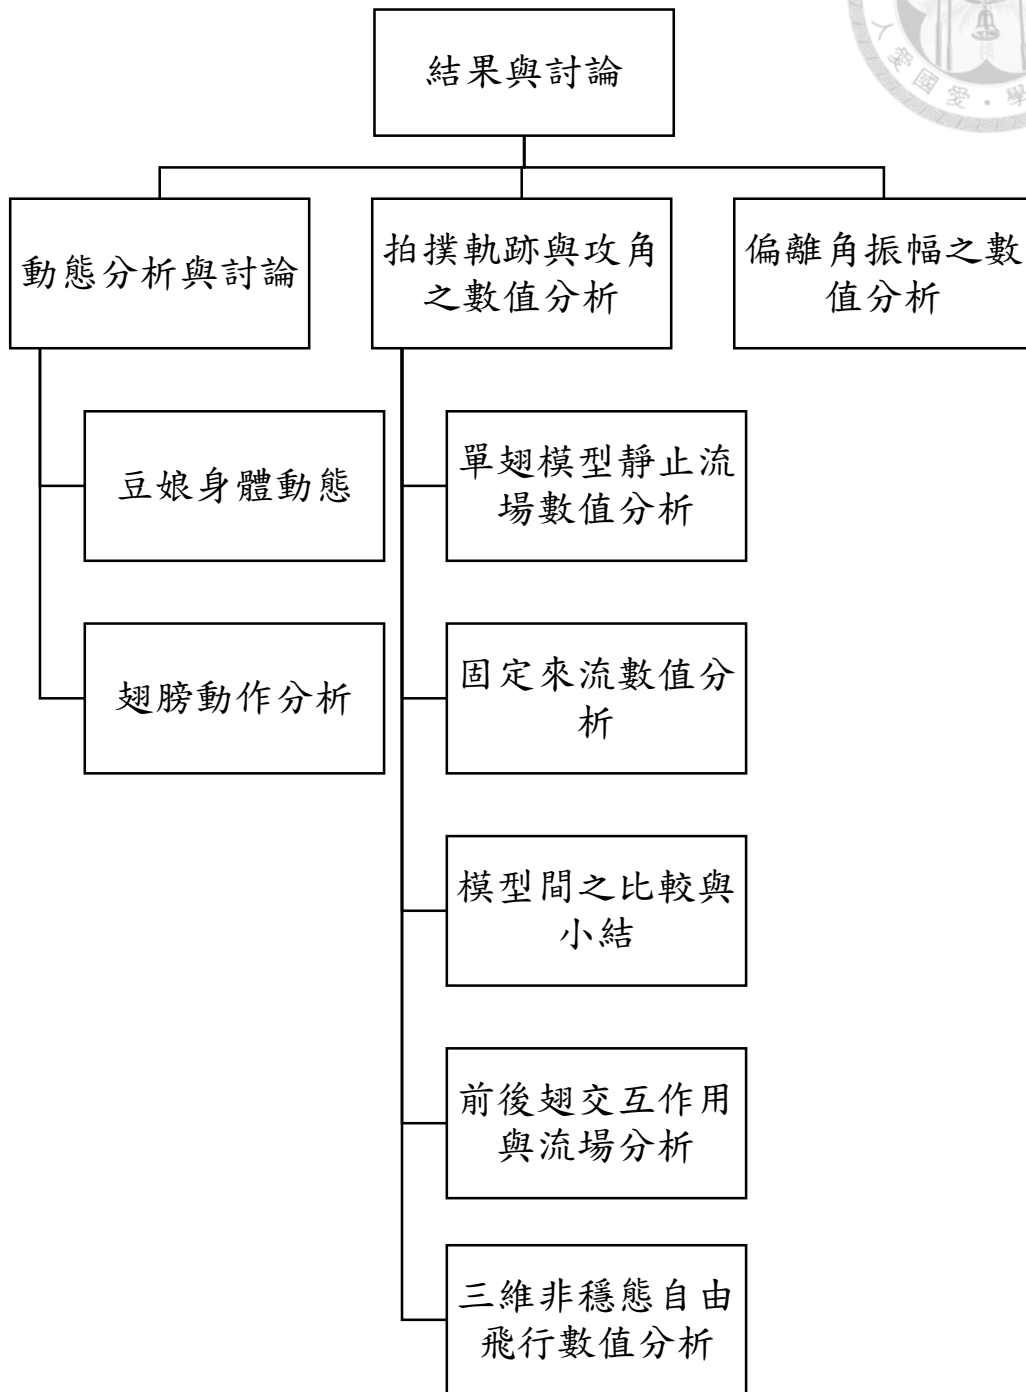 結果與討論
動態分析與討論
拍撲軌跡與攻角
之數值分析
偏離角振幅之數
值分析
豆娘身體動態
翅膀動作分析
單翅模型靜止流
場數值分析
固定來流數值分
析
模型間之比較與
小結
前後翅交互作用
與流場分析
三維非穩態自由
飛行數值分析
人愛國愛・學